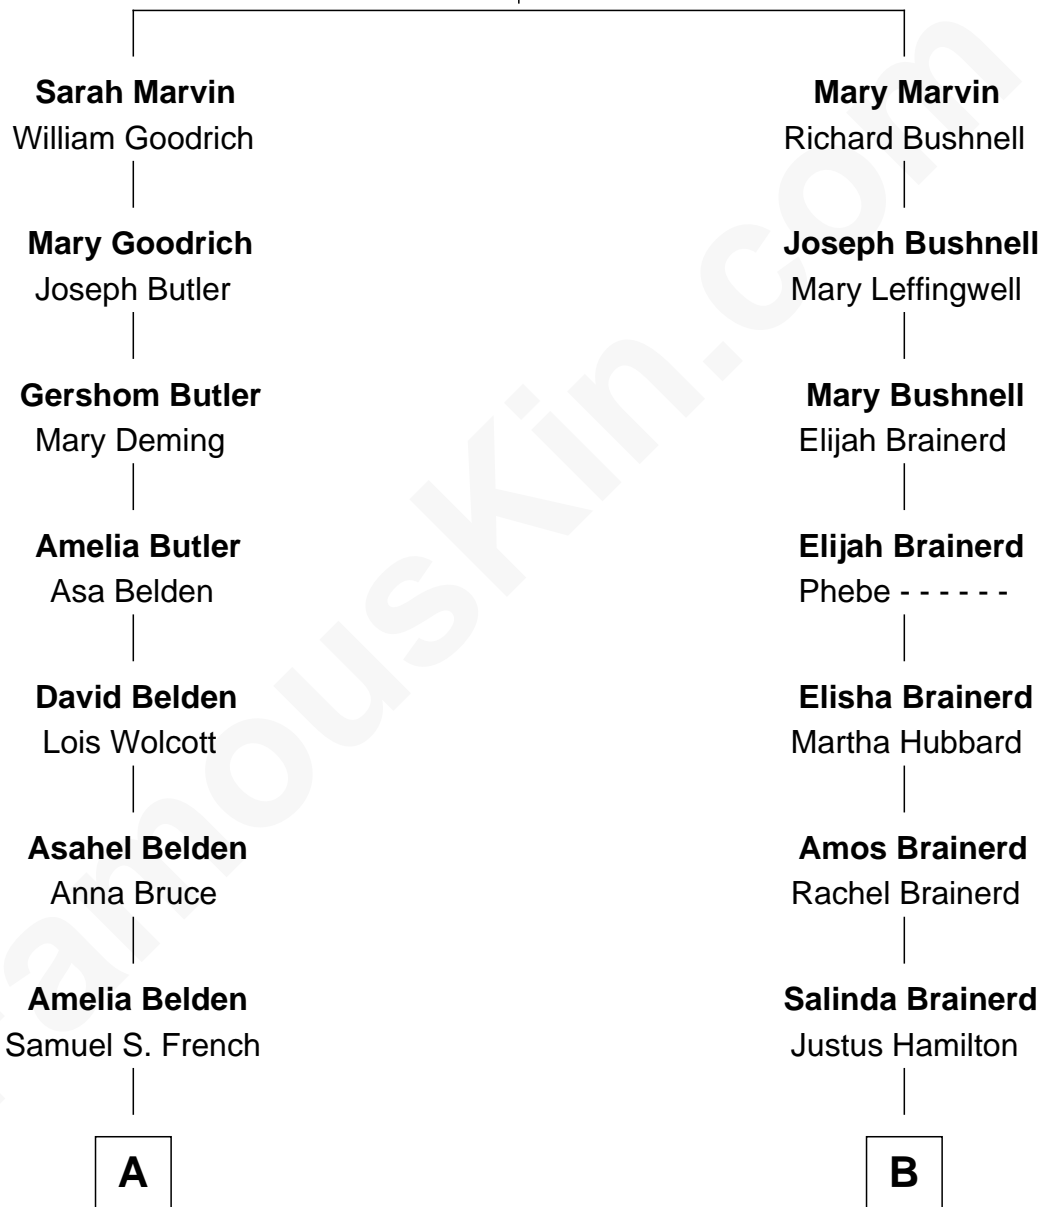 Sarah Marvin
William Goodrich
Mary Goodrich
Joseph Butler
Gershom Butler
Mary Deming
Amelia Butler
Asa Belden
David Belden
Lois Wolcott
Asahel Belden
Anna Bruce
Amelia Belden
Samuel S. French
A
Mary Marvin
Richard Bushnell
Joseph Bushnell
Mary Leffingwell
Mary Bushnell
Elijah Brainerd
Elijah Brainerd
Phebe - - - - - -
Elisha Brainerd
Martha Hubbard
Amos Brainerd
Rachel Brainerd
Salinda Brainerd
Justus Hamilton
B
FamousKin.com